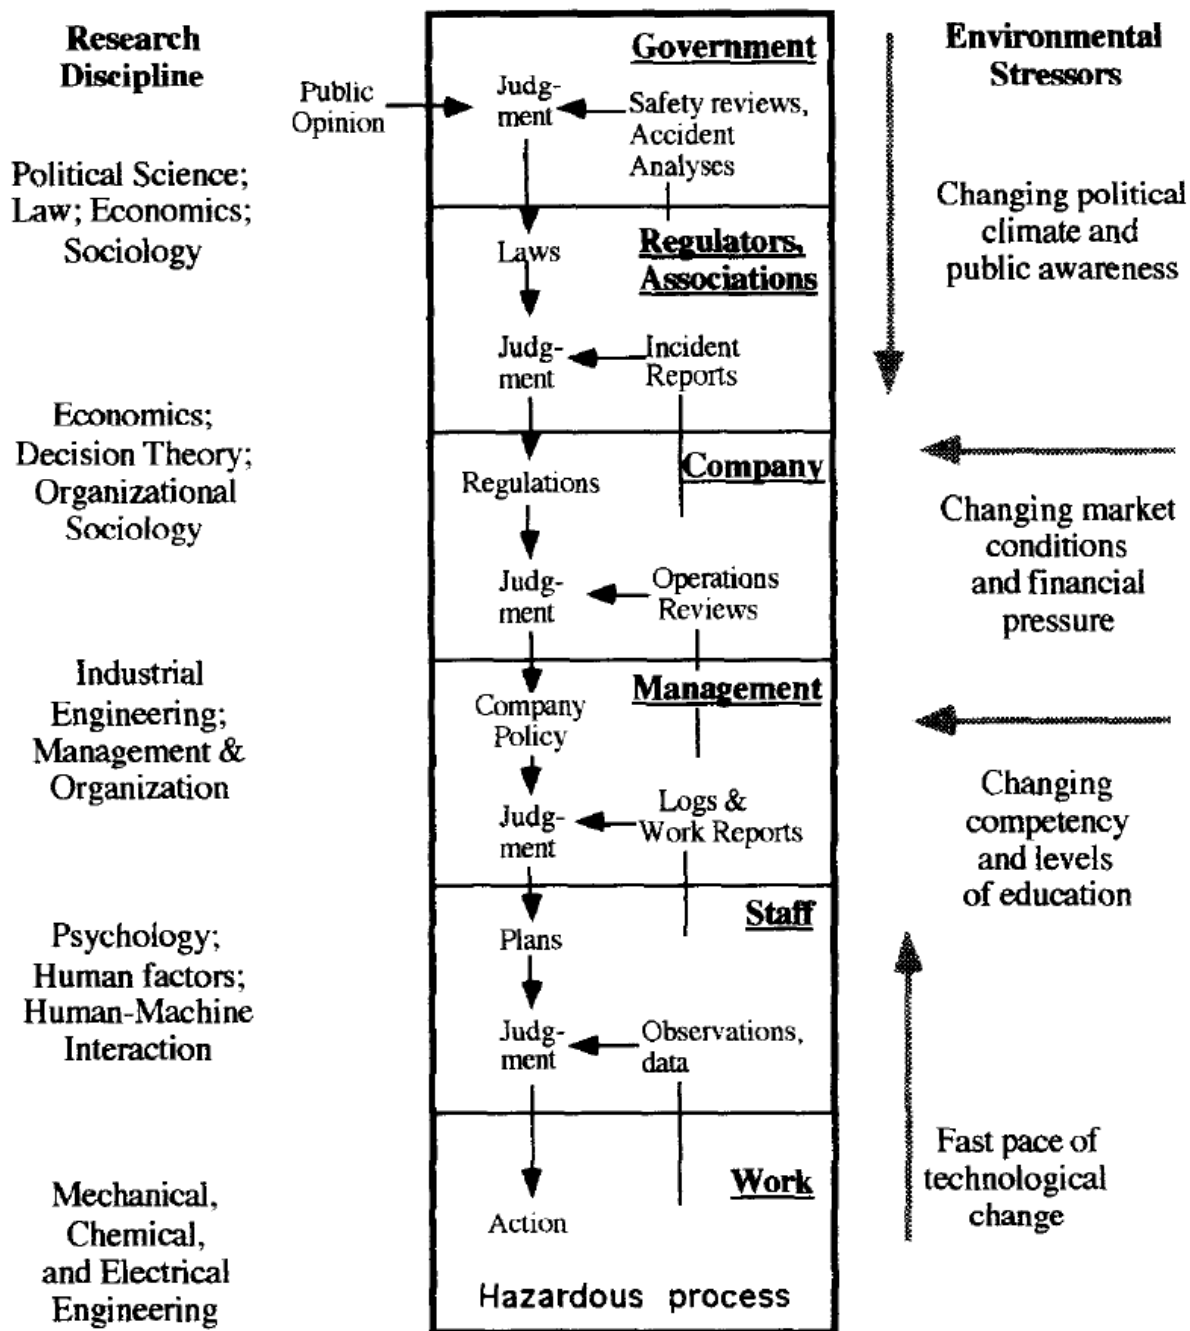 Research
Discipline
Political Science;
Law; Economics;
Sociology
Economics;
Decision Theory;
Organizational
Sociology
Industrial
Engineering;
Management &
Organization
Psychology;
Human factors;
Human-Machine
Interaction
Mechanical,
Chemical,
and Electrical
Engineering
Public
Opinion
Government
Judg-
ment
Safety reviews,
Accident
Analyses
Regulators,
Associations
Laws
Judg-
ment
Incident
Reports
Company
Regulations
Judg-
ment
Operations
Reviews
Management
Company
Policy
Judg-
ment
Logs &
Work Reports
Staff
Plans
Judg-
ment
Observations,
data
Work
Action
Hazardous process
Environmental
Stressors
Changing political
climate and
public awareness
Changing market
conditions
and financial
pressure
Changing
competency
and levels
of education
Fast pace of
technological
change